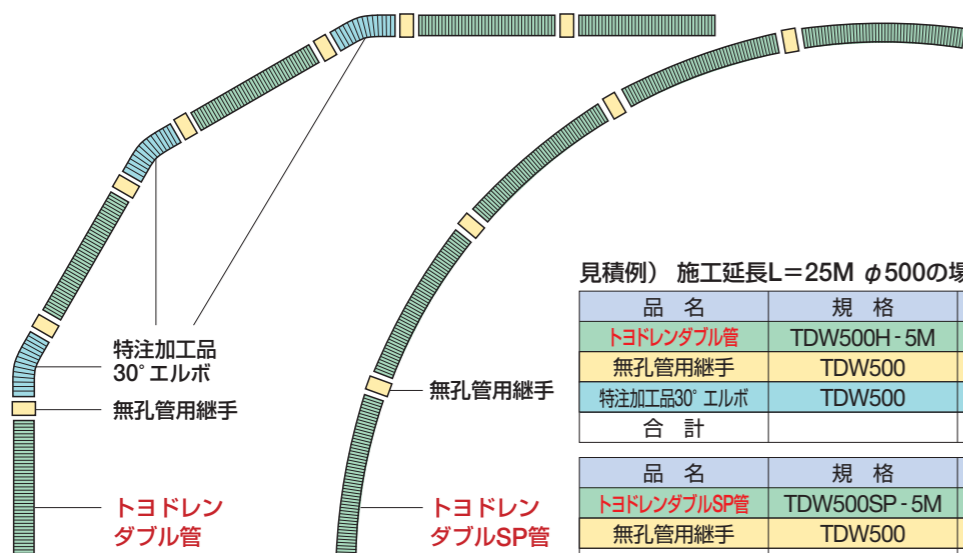 特注加工品
30°エルボ
無孔管用継手
トヨドレン
ダブル管
無孔管用継手
トヨドレン
ダブルSP管
見積例） 施工延長L＝25M φ500の場
品 名 規 格
トヨドレンダブル管 TDW500H-5M
無孔管用継手 TDW500
特注加工品30°エルボ TDW500
合 計
品 名 規 格
トヨドレンダブルSP管 TDW500SP-5M
無孔管用継手 TDW500